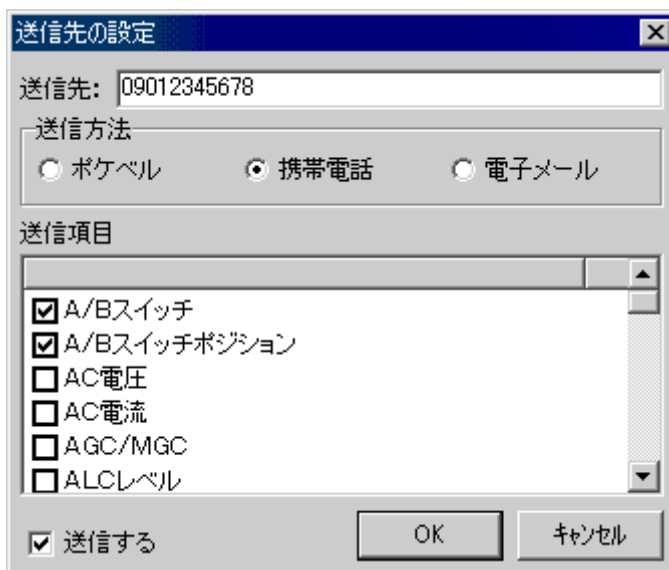 送信先の設定
送信先: 09012345678
送信方法
ポケベル 携帯電話 電子メール
送信項目
A/Bスイッチ
A/Bスイッチポジション
AC電圧
AC電流
AGC/MGC
ALCレベル
送信する OK キャンセル